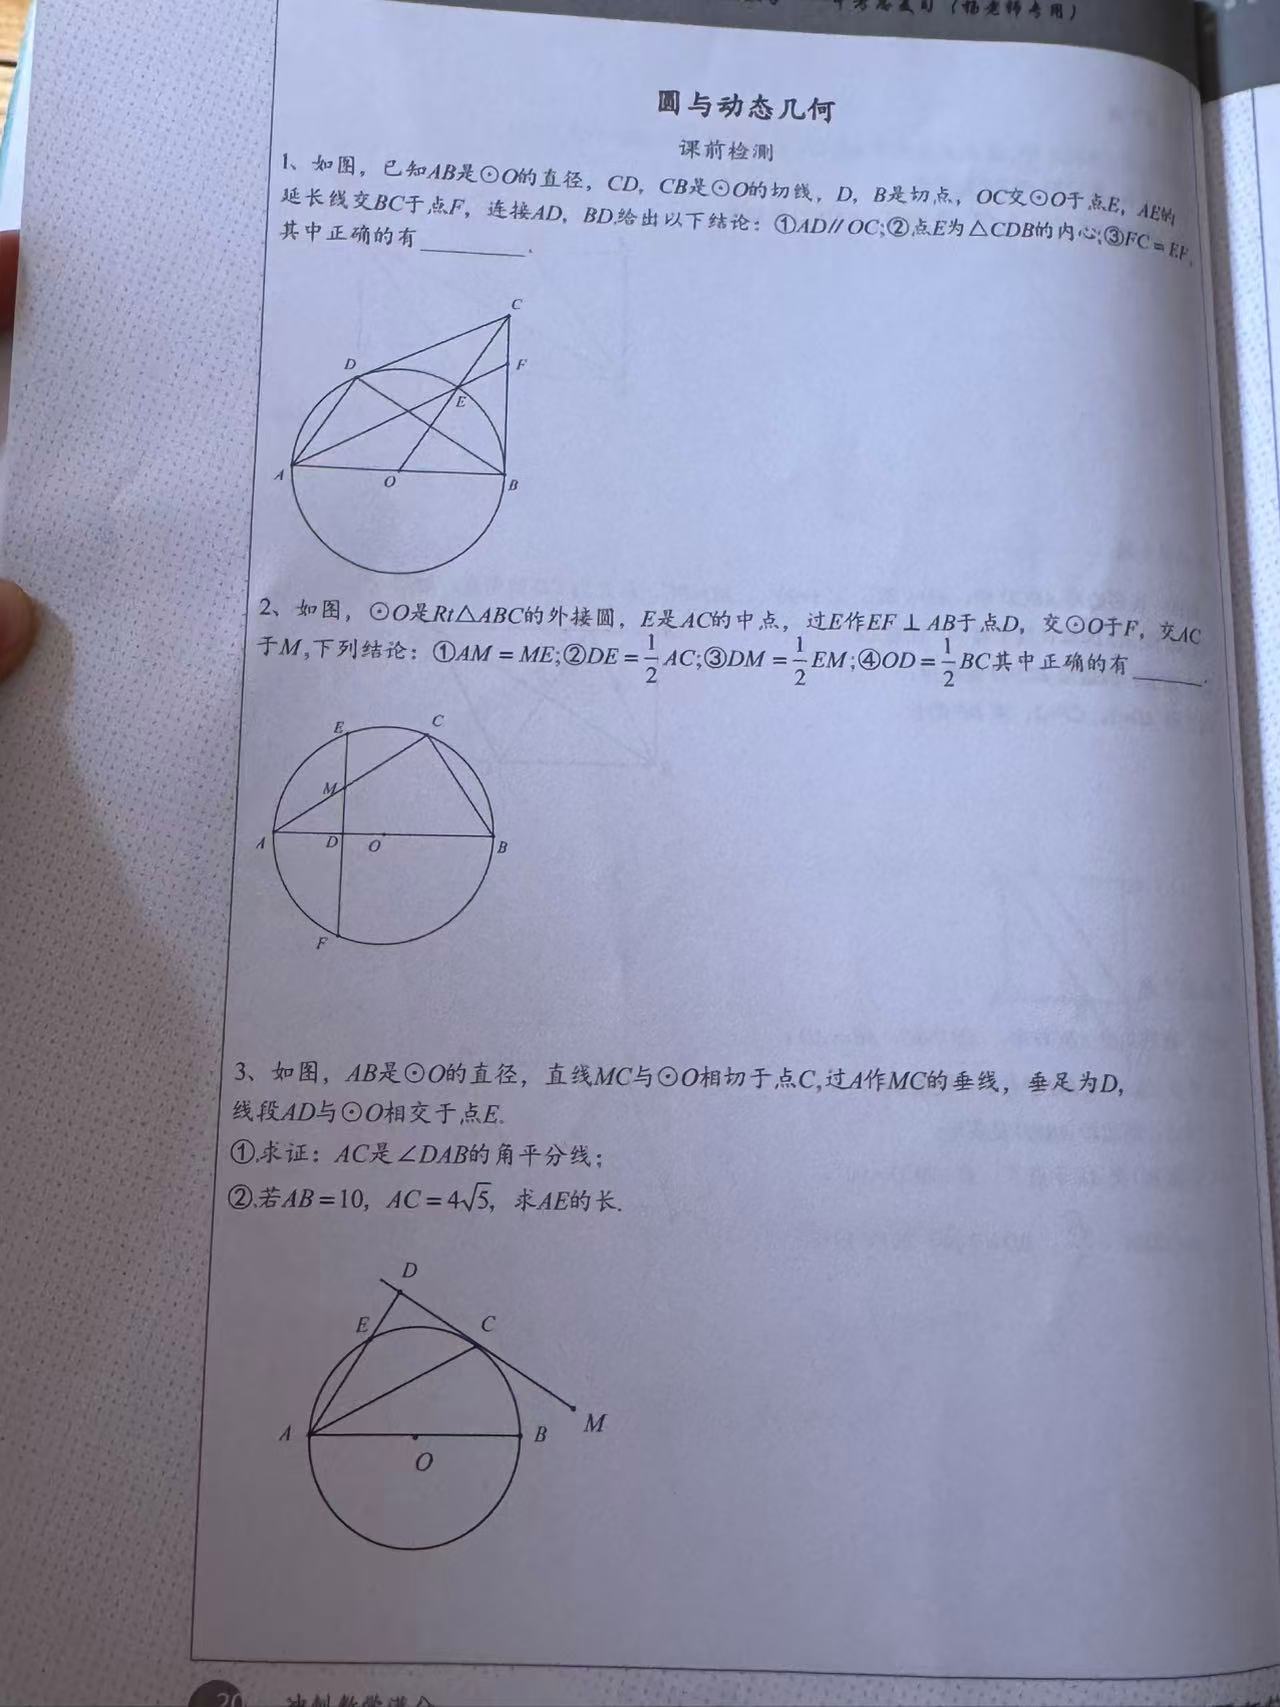 (杨老师专用)
圆与动态几何
课前检测
1、如图，已知AB是⊙O的直径，CD，CB是⊙O的切线，D，B是切点，OC交⊙O于点E，AE的
延长线交BC于点F，连接AD，BD.给出以下结论：①AD//OC;②点E为△CDB的内心;③FC=EF.
其中正确的有________.
C
D
F
E
A
O
B
2、如图，⊙O是Rt△ABC的外接圆，E是AC的中点，过E作EF⊥AB于点D，交⊙O于F，交AC
于M,下列结论：①AM=ME;②DE=1/2 AC;③DM=1/2 EM;④OD=1/2 BC其中正确的有______.
E
C
M
A
D
O
B
F
3、如图，AB是⊙O的直径，直线MC与⊙O相切于点C,过A作MC的垂线，垂足为D，
线段AD与⊙O相交于点E.
①.求证：AC是∠DAB的角平分线；
②.若AB=10，AC=4√5，求AE的长.
D
E
C
A
B
M
O
20